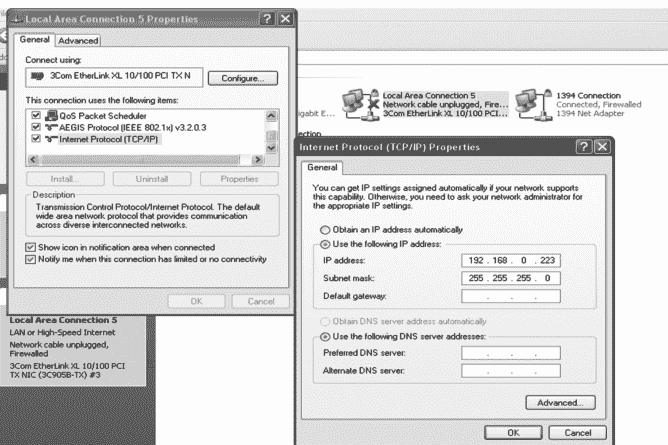 Local Area Connection 5 Properties
General
Advanced
Connect using:
3Com EtherLink XL 10/100 PCI TX N
Configure...
This connection uses the following items:
QoS Packet Scheduler
AEGIS Protocol (IEEE 802.1x) v3.2.0.3
Internet Protocol (TCP/IP)
Install...
Uninstall
Properties
Description
Transmission Control Protocol/Internet Protocol. The default
wide area network protocol that provides communication
across diverse interconnected networks.
Show icon in notification area when connected
Notify me when this connection has limited or no connectivity
OK
Cancel
Local Area Connection 5
LAN or High-Speed Internet
Network cable unplugged,
Firewalled
3Com EtherLink XL 10/100 PCI
TX NIC (3C905B-TX) #3
Local Area Connection 5
Network cable unplugged, Fire...
3Com EtherLink XL 10/100 PCI...
1394 Connection
Connected, Firewalled
1394 Net Adapter
Internet Protocol (TCP/IP) Properties
General
You can get IP settings assigned automatically if your network supports
this capability. Otherwise, you need to ask your network administrator for
the appropriate IP settings.
Obtain an IP address automatically
Use the following IP address:
IP address:
192 . 168 . 0 . 223
Subnet mask:
255 . 255 . 255 . 0
Default gateway:
Obtain DNS server address automatically
Use the following DNS server addresses:
Preferred DNS server:
Alternate DNS server:
Advanced...
OK
Cancel